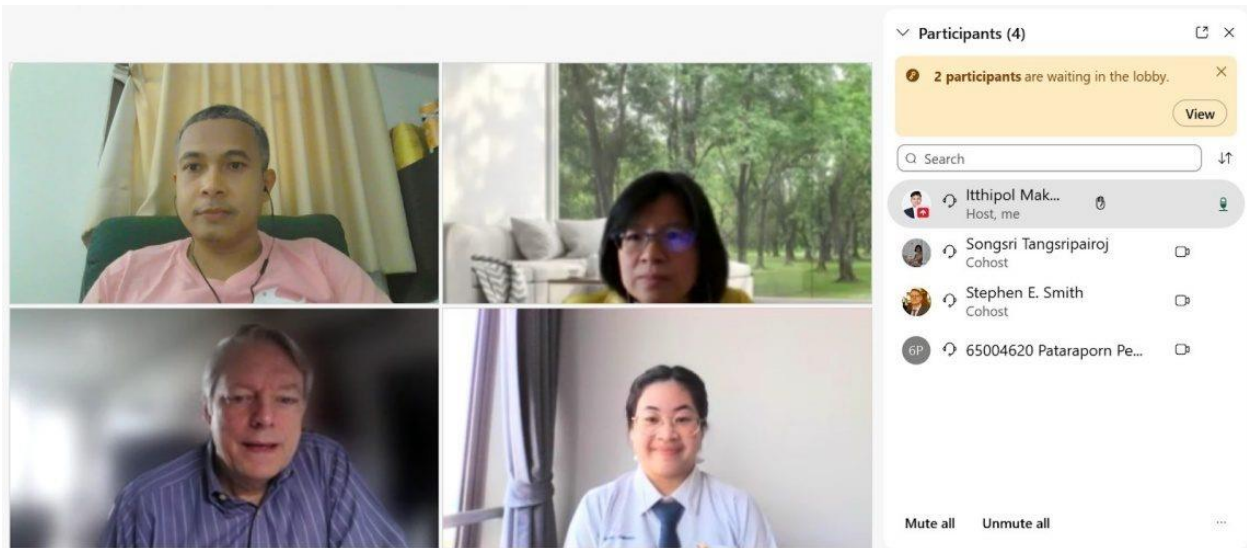 Participants (4)
2 participants are waiting in the lobby.
View
Search
Itthipol Mak...
Host, me
Songsri Tangsripairoj
Cohost
Stephen E. Smith
Cohost
6P 65004620 Pataraporn Pe...
Mute all Unmute all ...